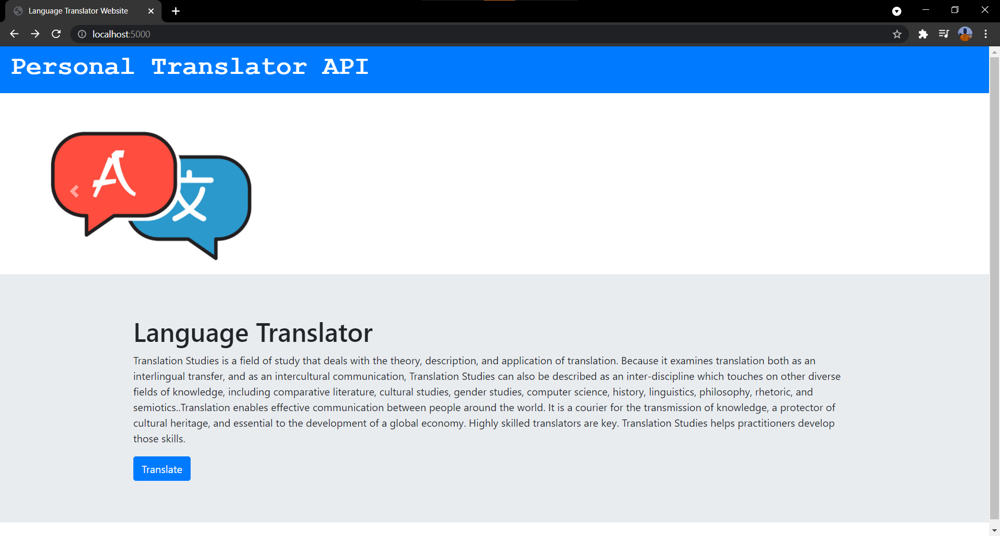 Language Translator Website
localhost:5000
Personal Translator API
A
文
Language Translator
Translation Studies is a field of study that deals with the theory, description, and application of translation. Because it examines translation both as an
interlingual transfer, and as an intercultural communication, Translation Studies can also be described as an inter-discipline which touches on other diverse
fields of knowledge, including comparative literature, cultural studies, gender studies, computer science, history, linguistics, philosophy, rhetoric, and
semiotics..Translation enables effective communication between people around the world. It is a courier for the transmission of knowledge, a protector of
cultural heritage, and essential to the development of a global economy. Highly skilled translators are key. Translation Studies helps practitioners develop
those skills.
Translate